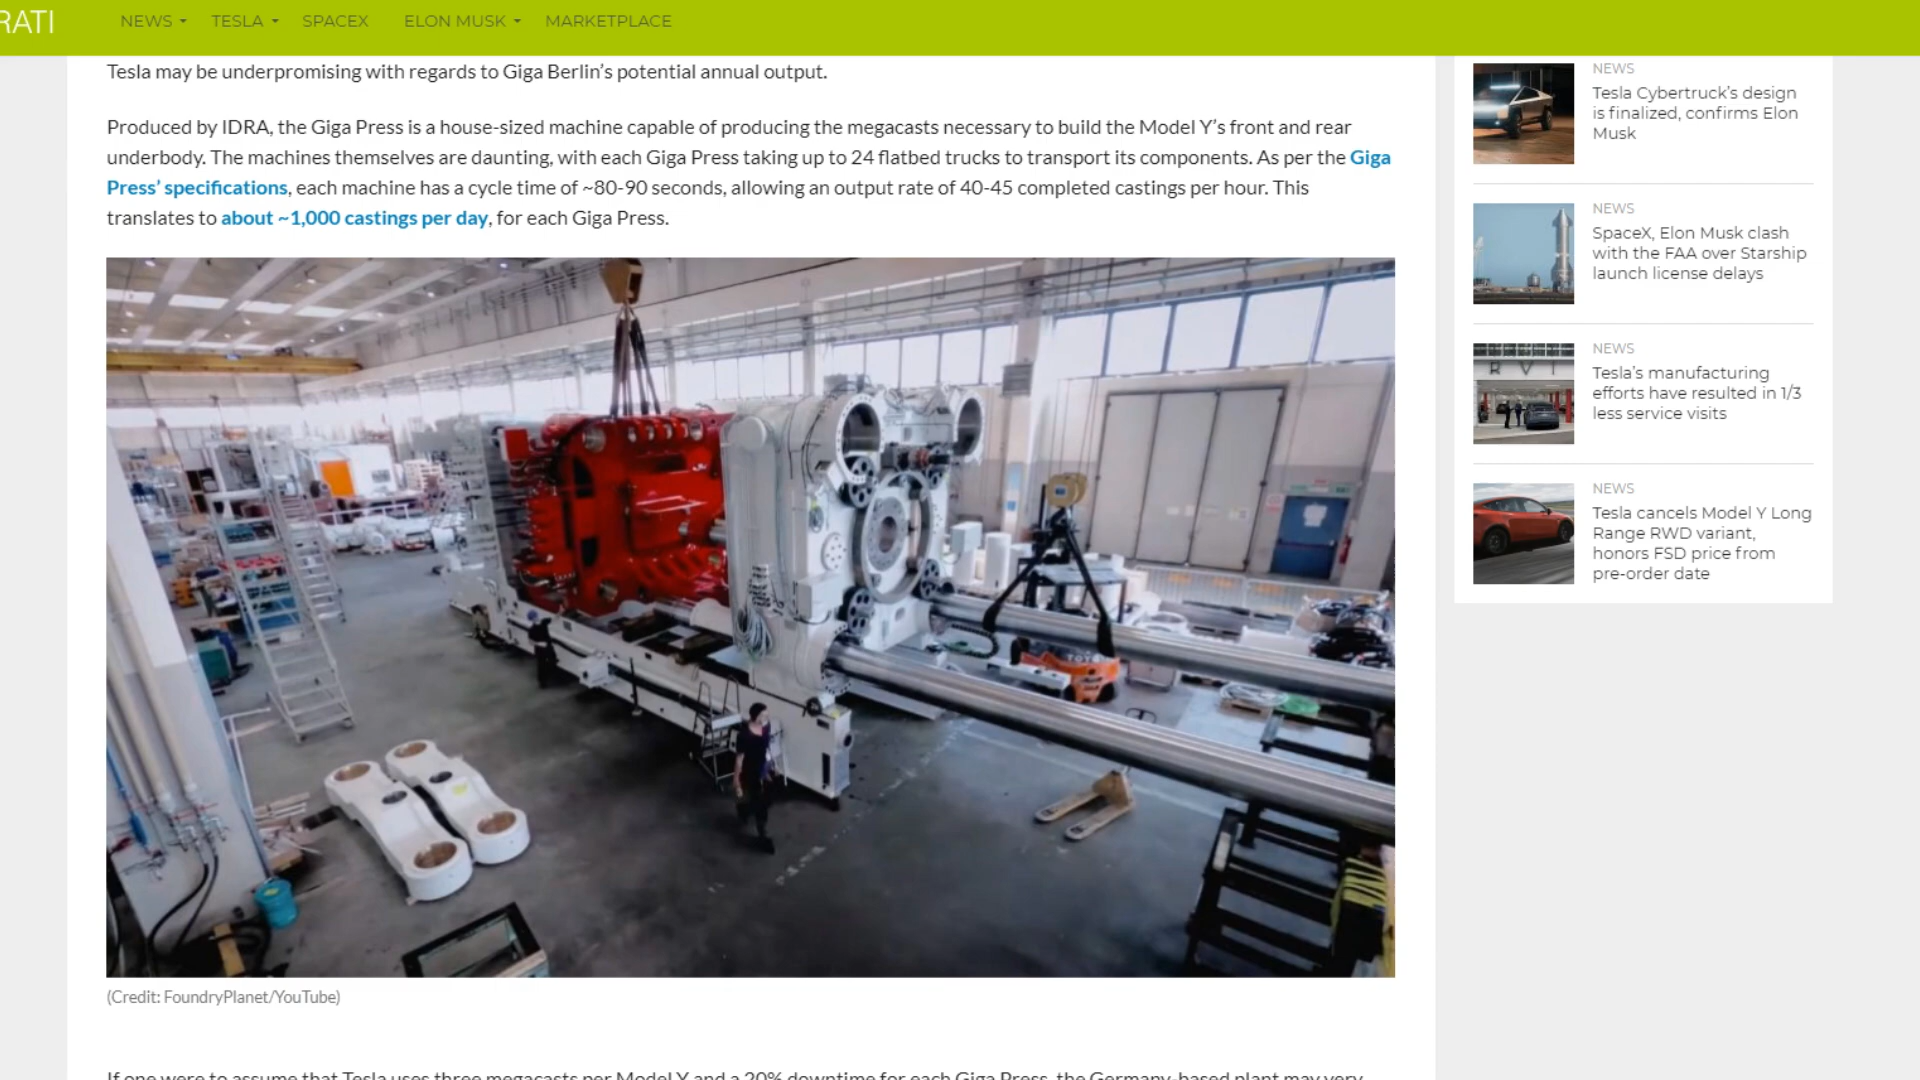 RATI
NEWS
TESLA
SPACEX
ELON MUSK
MARKETPLACE
Tesla may be underpromising with regards to Giga Berlin's potential annual output.
Produced by IDRA, the Giga Press is a house-sized machine capable of producing the megacasts necessary to build the Model Y's front and rear
underbody. The machines themselves are daunting, with each Giga Press taking up to 24 flatbed trucks to transport its components. As per the Giga
Press' specifications, each machine has a cycle time of ~80-90 seconds, allowing an output rate of 40-45 completed castings per hour. This
translates to about ~1,000 castings per day, for each Giga Press.
TOYOTA
(Credit: FoundryPlanet/YouTube)
If one were to assume that Tesla uses three megacasts per Model Y and a 20% downtime for each Giga Press, the Germany-based plant may very
NEWS
Tesla Cybertruck's design
is finalized, confirms Elon
Musk
NEWS
SpaceX, Elon Musk clash
with the FAA over Starship
launch license delays
R V I
NEWS
Tesla's manufacturing
efforts have resulted in 1/3
less service visits
NEWS
Tesla cancels Model Y Long
Range RWD variant,
honors FSD price from
pre-order date